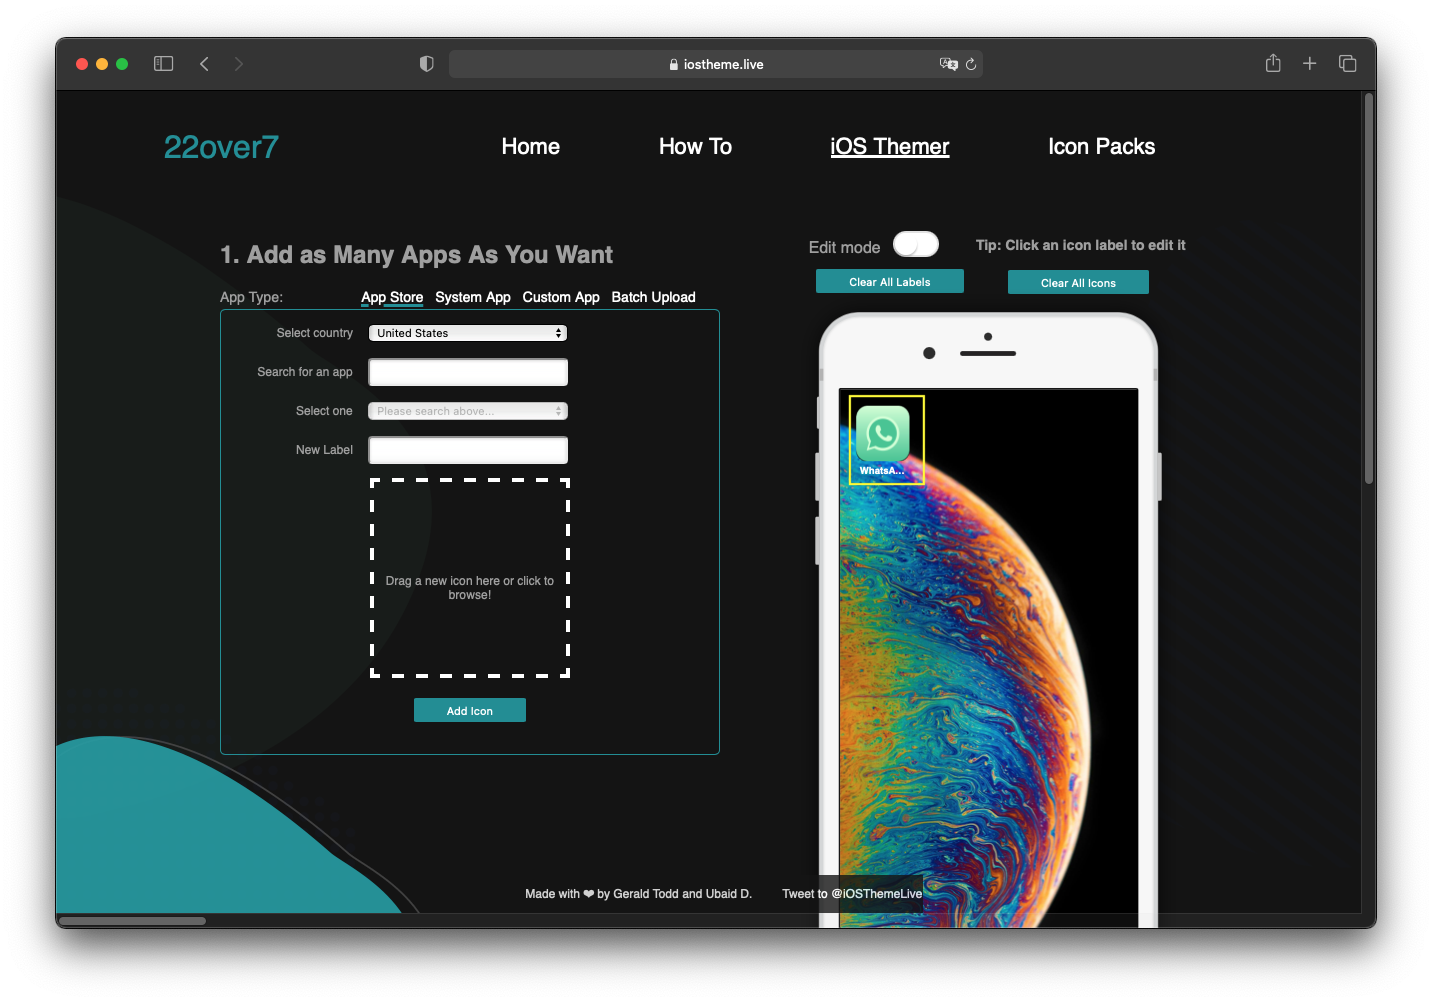 iostheme.live
22over7
Home
How To
iOS Themer
Icon Packs
1. Add as Many Apps As You Want
App Type:
App Store
System App
Custom App
Batch Upload
Select country
United States
Search for an app
Select one
Please search above...
New Label
Drag a new icon here or click to
browse!
Add Icon
Edit mode
Tip: Click an icon label to edit it
Clear All Labels
Clear All Icons
WhatsA...
Made with ❤ by Gerald Todd and Ubaid D.
Tweet to @iOSThemeLive